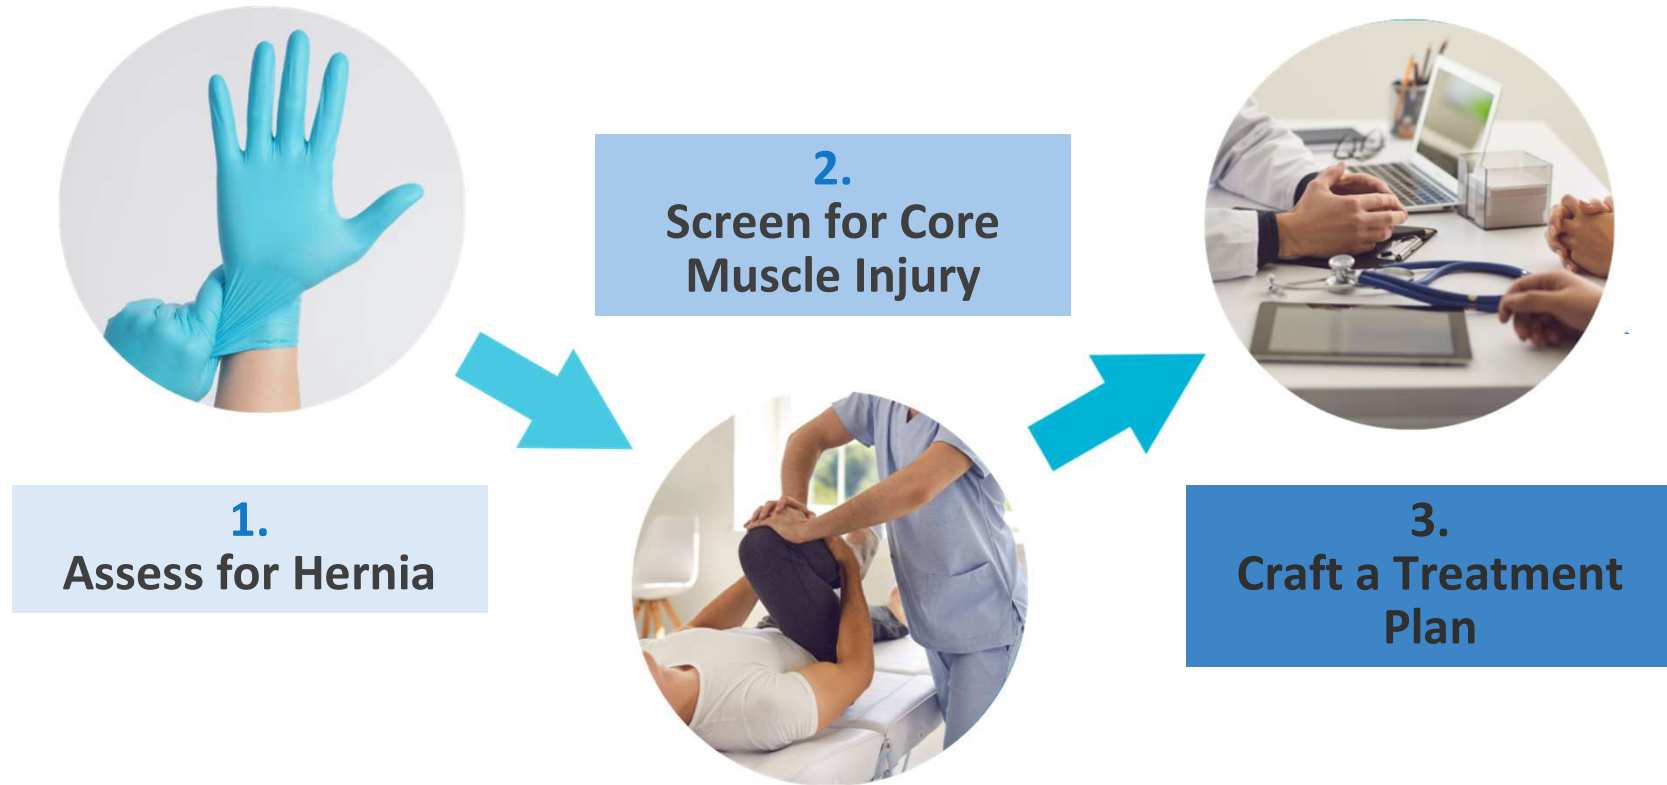 1.
Assess for Hernia
2.
Screen for Core
Muscle Injury
3.
Craft a Treatment
Plan